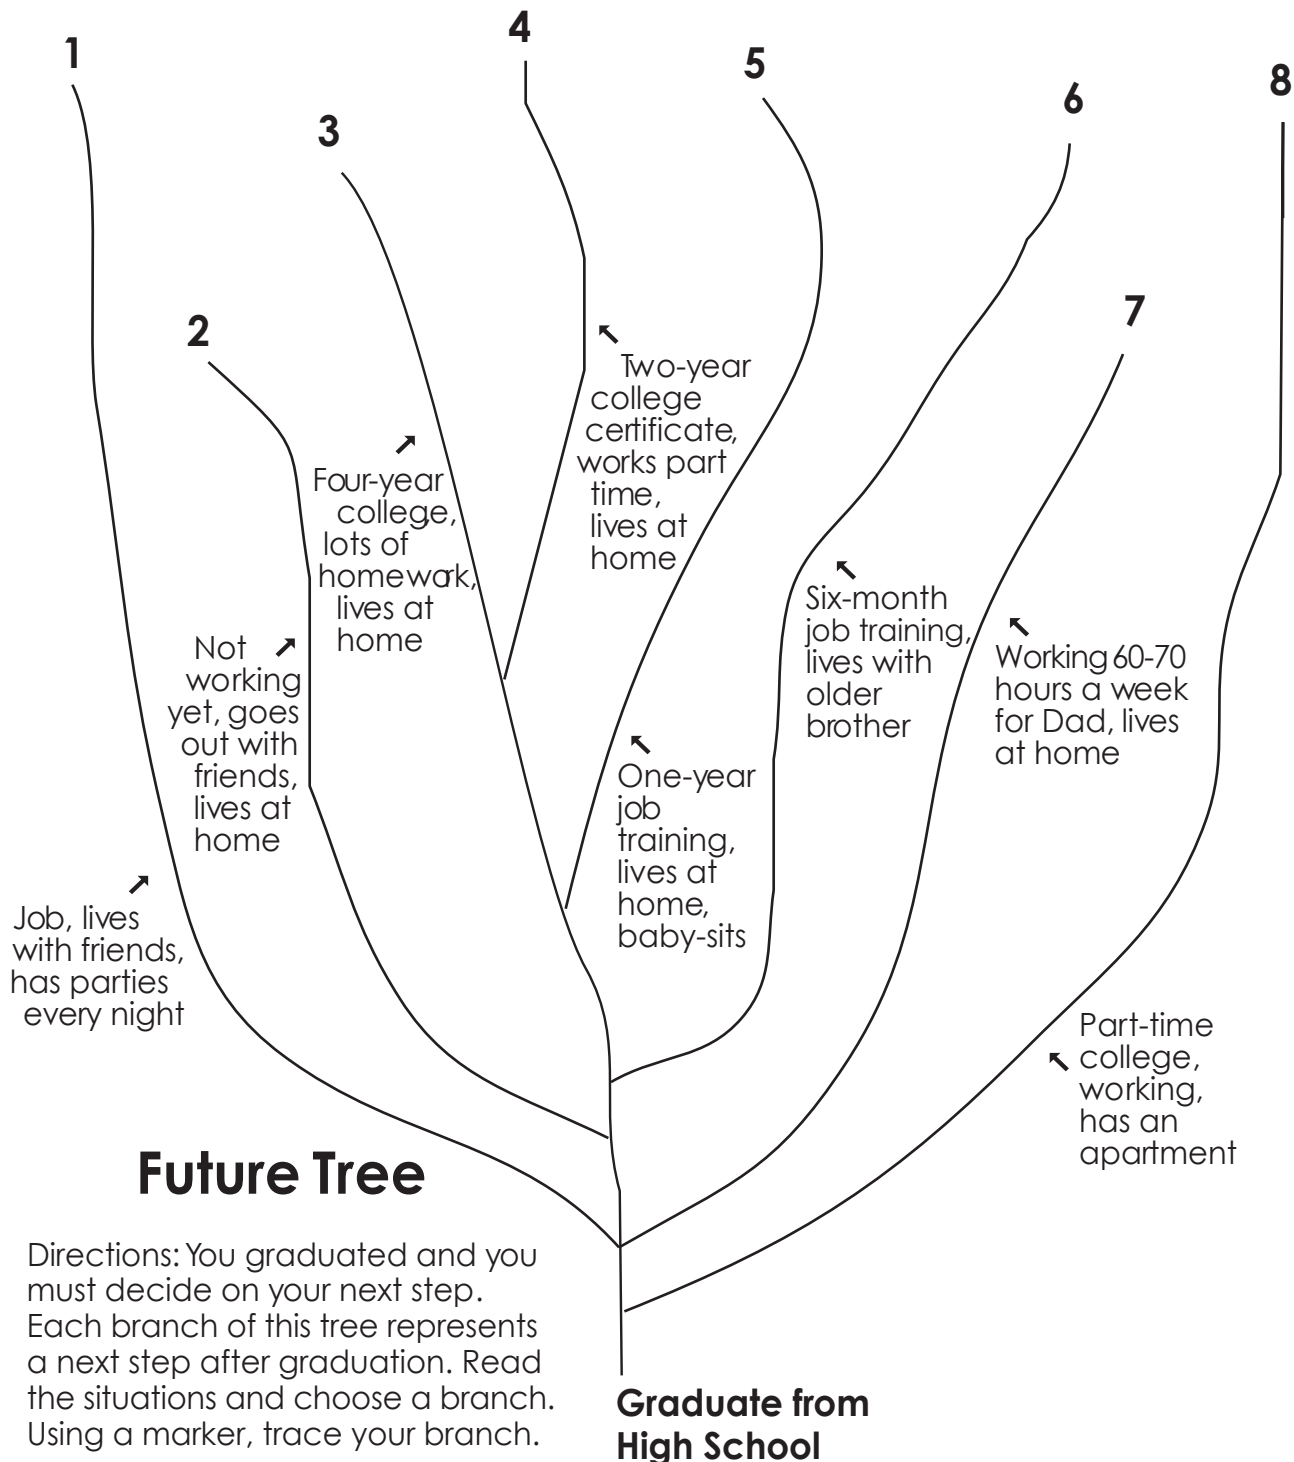 1
2
3
4
5
6
7
8
Job, lives
with friends,
has parties
every night
Not
working
yet, goes
out with
friends,
lives at
home
Four-year
college,
lots of
homework,
lives at
home
Two-year
college
certificate,
works part
time,
lives at
home
One-year
job
training,
lives at
home,
baby-sits
Six-month
job training,
lives with
older
brother
Working 60-70
hours a week
for Dad, lives
at home
Part-time
college,
working,
has an
apartment
Future Tree
Directions: You graduated and you
must decide on your next step.
Each branch of this tree represents
a next step after graduation. Read
the situations and choose a branch.
Using a marker, trace your branch.
Graduate from
High School